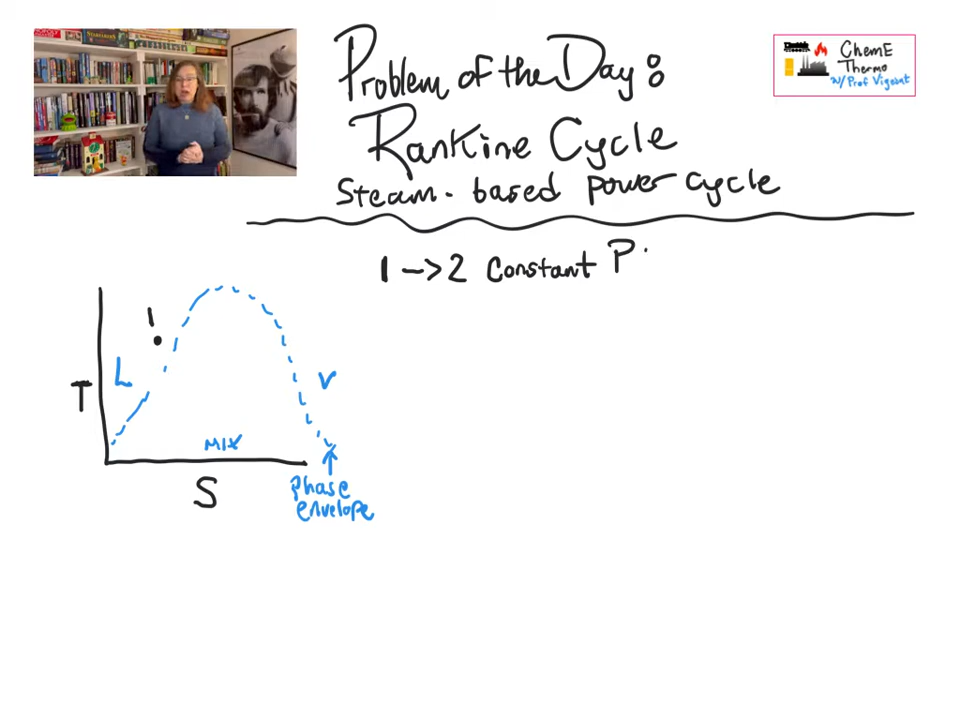 Problem of the Day:
Rankine Cycle
Steam-based power cycle
ChemE
Thermo
w/ Prof Vigeant
1 -> 2 Constant P.
1
T
L
V
MIX
S
phase
envelope